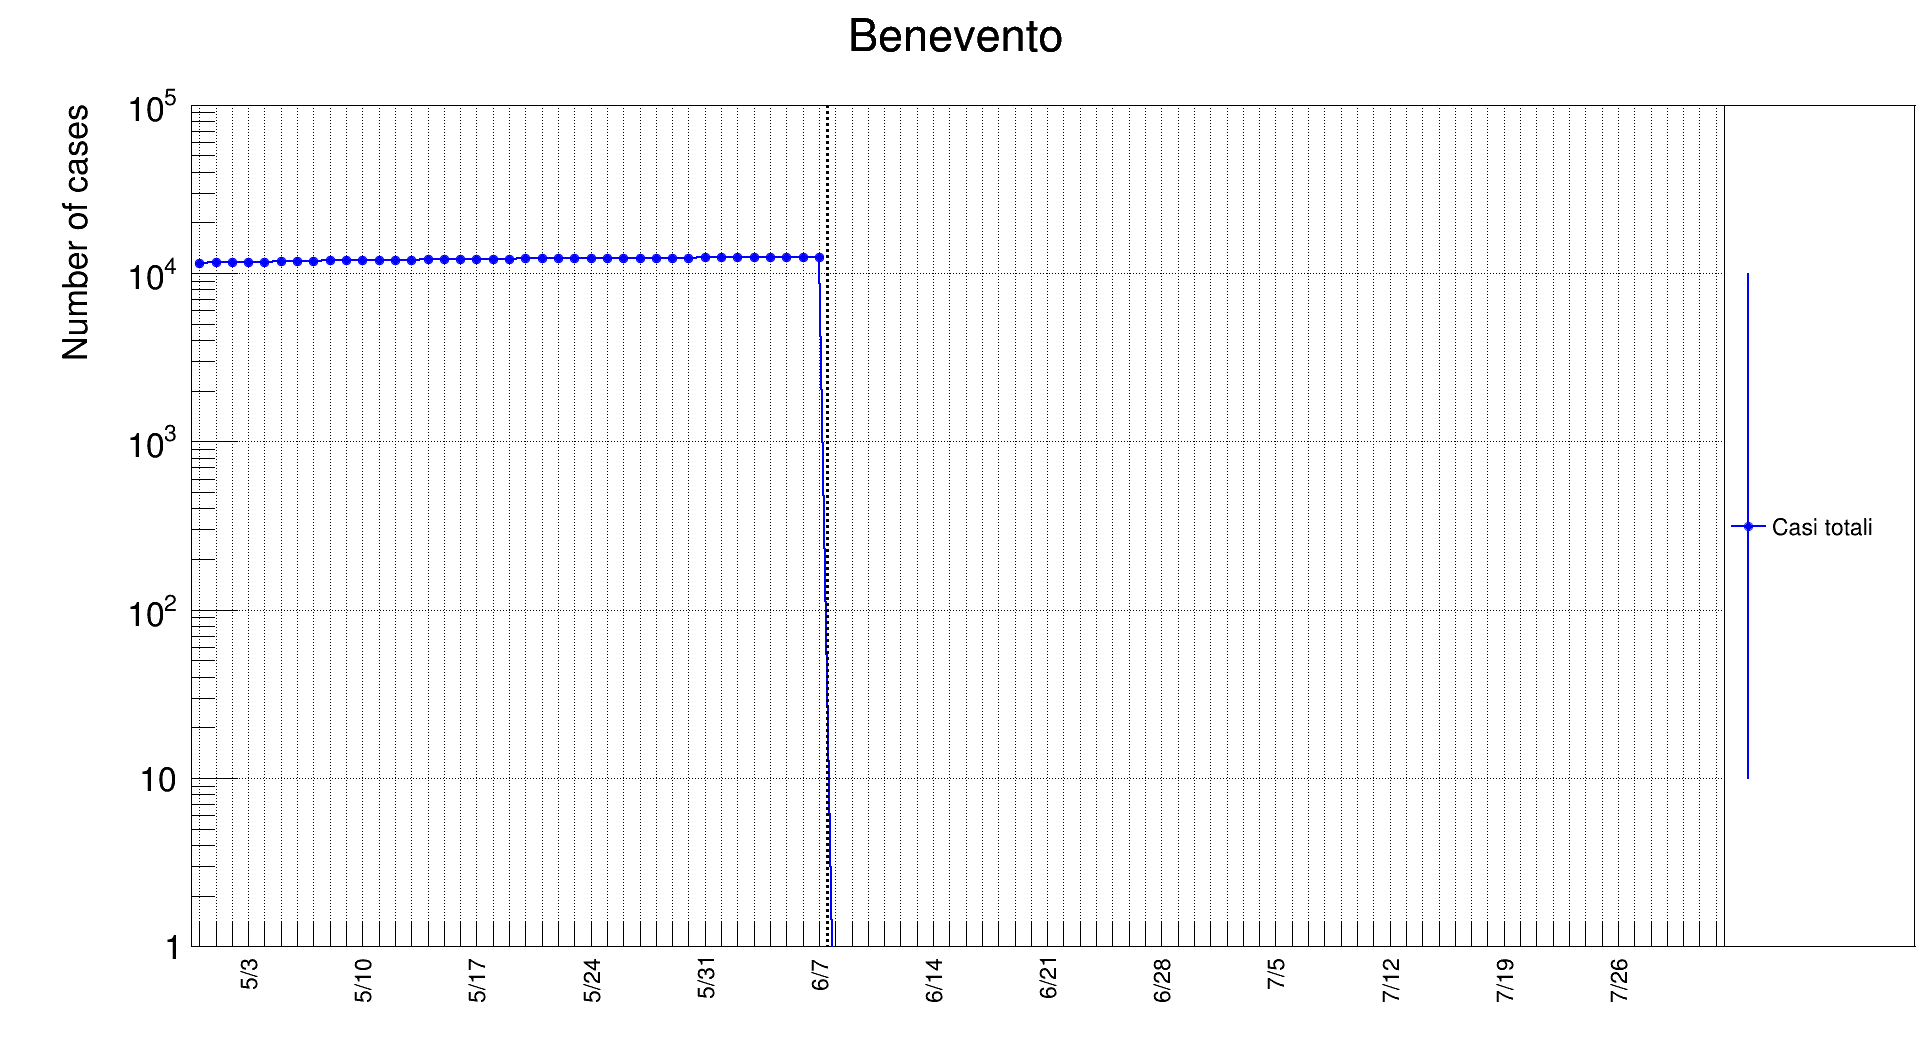 Benevento
Number of cases
10^5
10^4
10^3
10^2
10
1
5/3 5/10 5/17 5/24 5/31 6/7 6/14 6/21 6/28 7/5 7/12 7/19 7/26
Casi totali